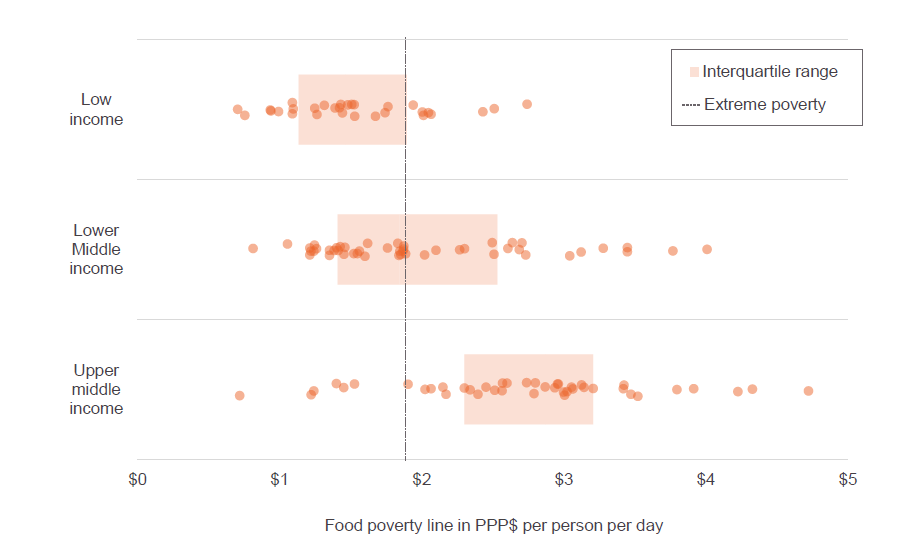 Interquartile range
Extreme poverty
Low
income
Lower
Middle
income
Upper
middle
income
$0 $1 $2 $3 $4 $5
Food poverty line in PPP$ per person per day